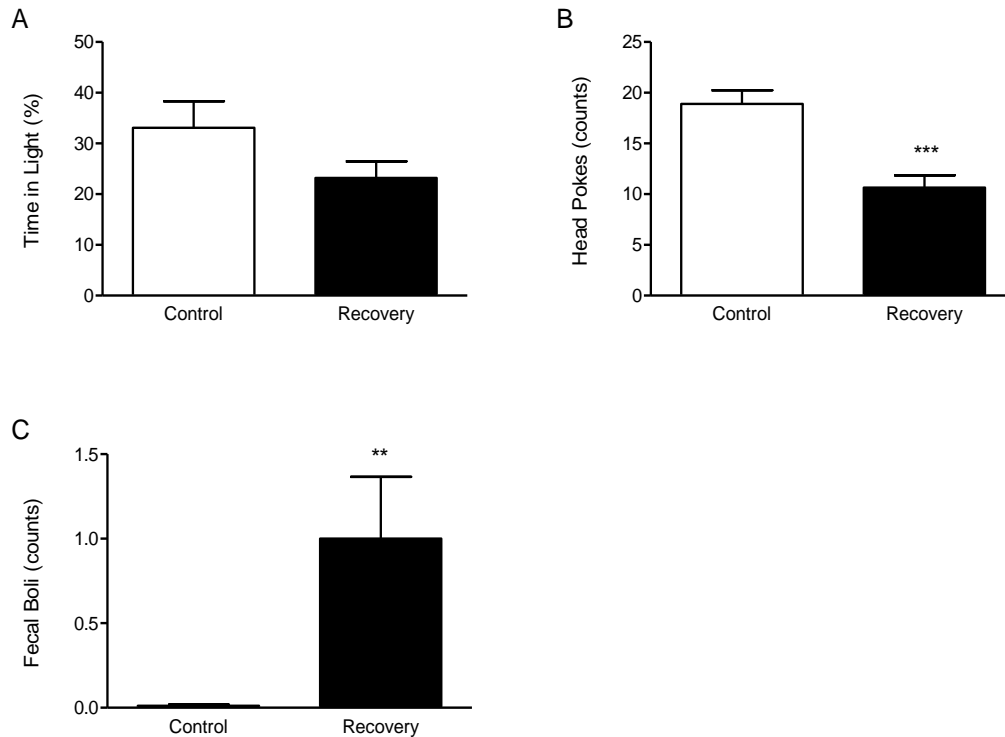 A
Time in Light (%)
50
40
30
20
10
0
Control Recovery
B
Head Pokes (counts)
25
20
15
10
5
0
***
Control Recovery
C
Fecal Boli (counts)
1.5
1.0
0.5
0.0
**
Control Recovery